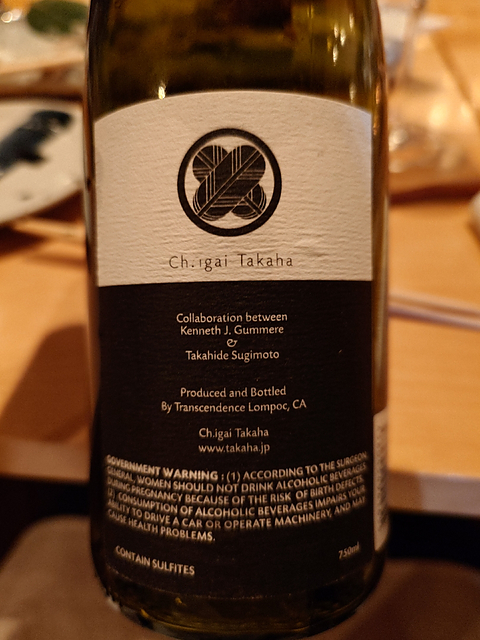 Ch.igai Takaha
Collaboration between
Kenneth J. Gummere
&
Takahide Sugimoto
Produced and Bottled
By Transcendence Lompoc, CA
Ch.igai Takaha
www.takaha.jp
GOVERNMENT WARNING : (1) ACCORDING TO THE SURGEON
GENERAL, WOMEN SHOULD NOT DRINK ALCOHOLIC BEVERAGES
DURING PREGNANCY BECAUSE OF THE RISK OF BIRTH DEFECTS.
(2) CONSUMPTION OF ALCOHOLIC BEVERAGES IMPAIRS YOUR
ABILITY TO DRIVE A CAR OR OPERATE MACHINERY, AND MAY
CAUSE HEALTH PROBLEMS.
CONTAIN SULFITES
750ml